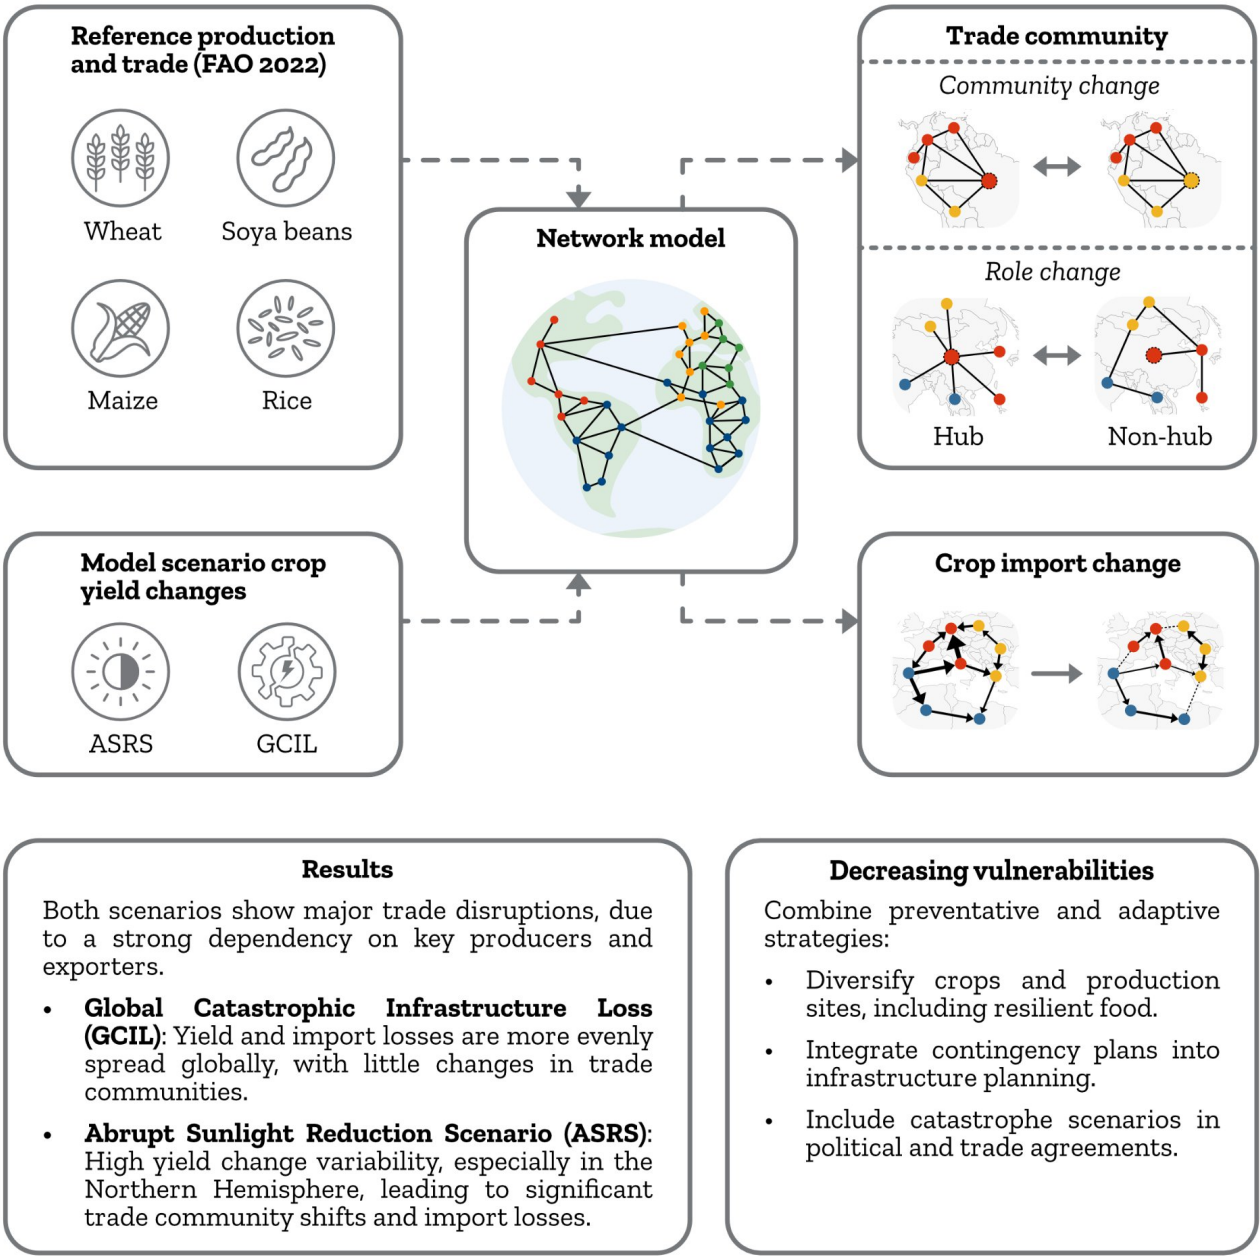 Reference production
and trade (FAO 2022)
Wheat
Soya beans
Maize
Rice
Model scenario crop
yield changes
ASRS
GCIL
Network model
Trade community
Community change
Role change
Hub
Non-hub
Crop import change
Results
Both scenarios show major trade disruptions, due
to a strong dependency on key producers and
exporters.
• Global Catastrophic Infrastructure Loss
(GCIL): Yield and import losses are more evenly
spread globally, with little changes in trade
communities.
• Abrupt Sunlight Reduction Scenario (ASRS):
High yield change variability, especially in the
Northern Hemisphere, leading to significant
trade community shifts and import losses.
Decreasing vulnerabilities
Combine preventative and adaptive
strategies:
• Diversify crops and production
sites, including resilient food.
• Integrate contingency plans into
infrastructure planning.
• Include catastrophe scenarios in
political and trade agreements.